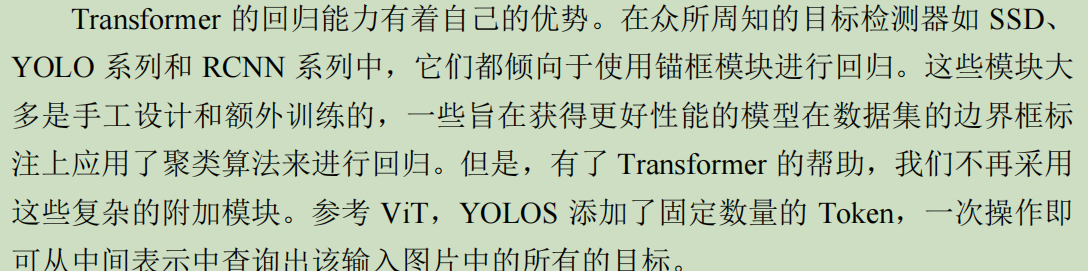 Transformer 的回归能力有着自己的优势。在众所周知的目标检测器如 SSD、
YOLO 系列和 RCNN 系列中，它们都倾向于使用锚框模块进行回归。这些模块大
多是手工设计和额外训练的，一些旨在获得更好性能的模型在数据集的边界框标
注上应用了聚类算法来进行回归。但是，有了 Transformer 的帮助，我们不再采用
这些复杂的附加模块。参考 ViT，YOLOS 添加了固定数量的 Token，一次操作即
可从中间表示中查询出该输入图片中的所有的目标。